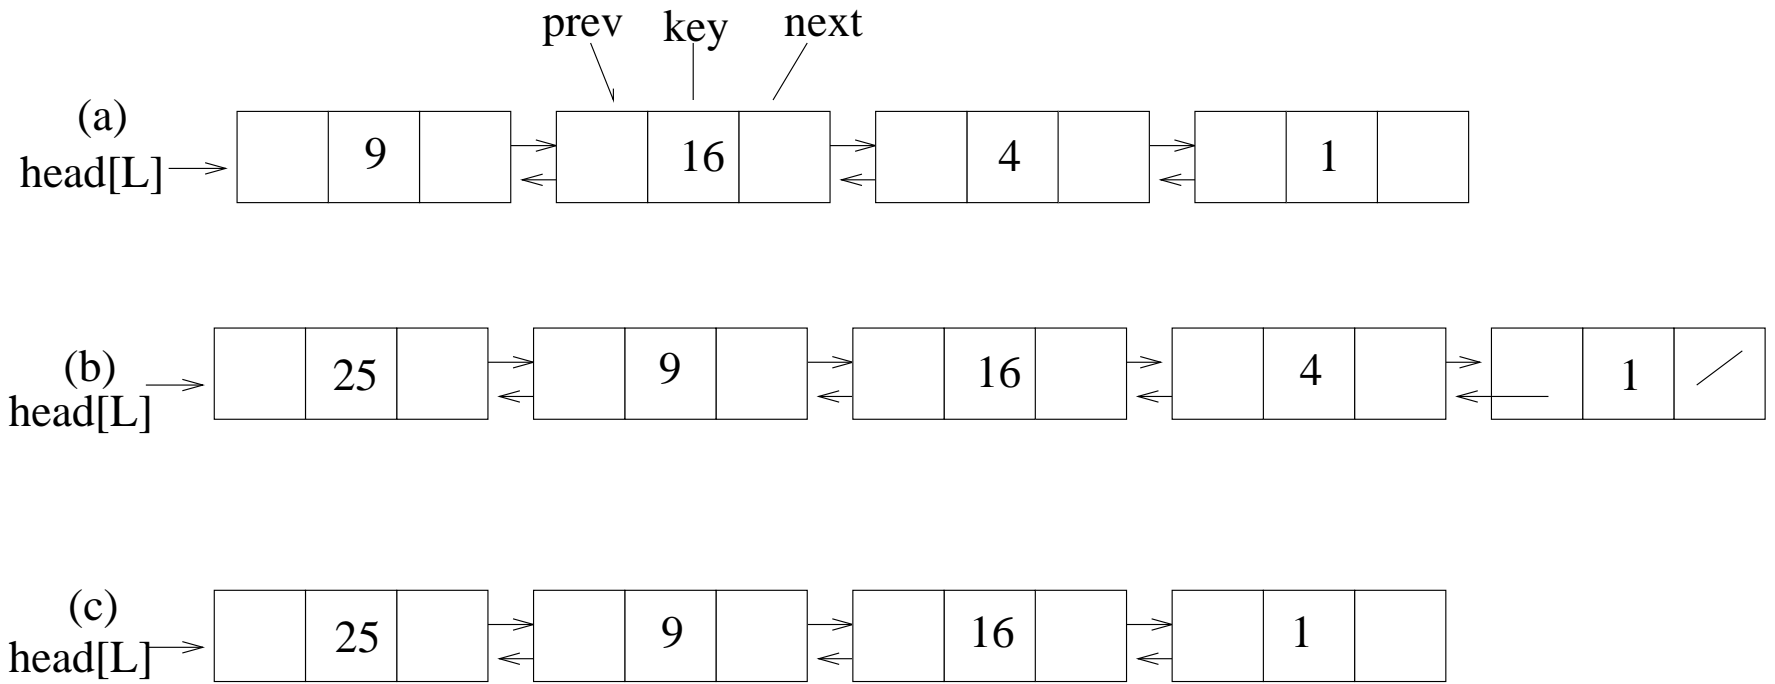 prev key next
(a)
head[L] 9 16 4 1
(b)
head[L] 25 9 16 4 1
(c)
head[L] 25 9 16 1